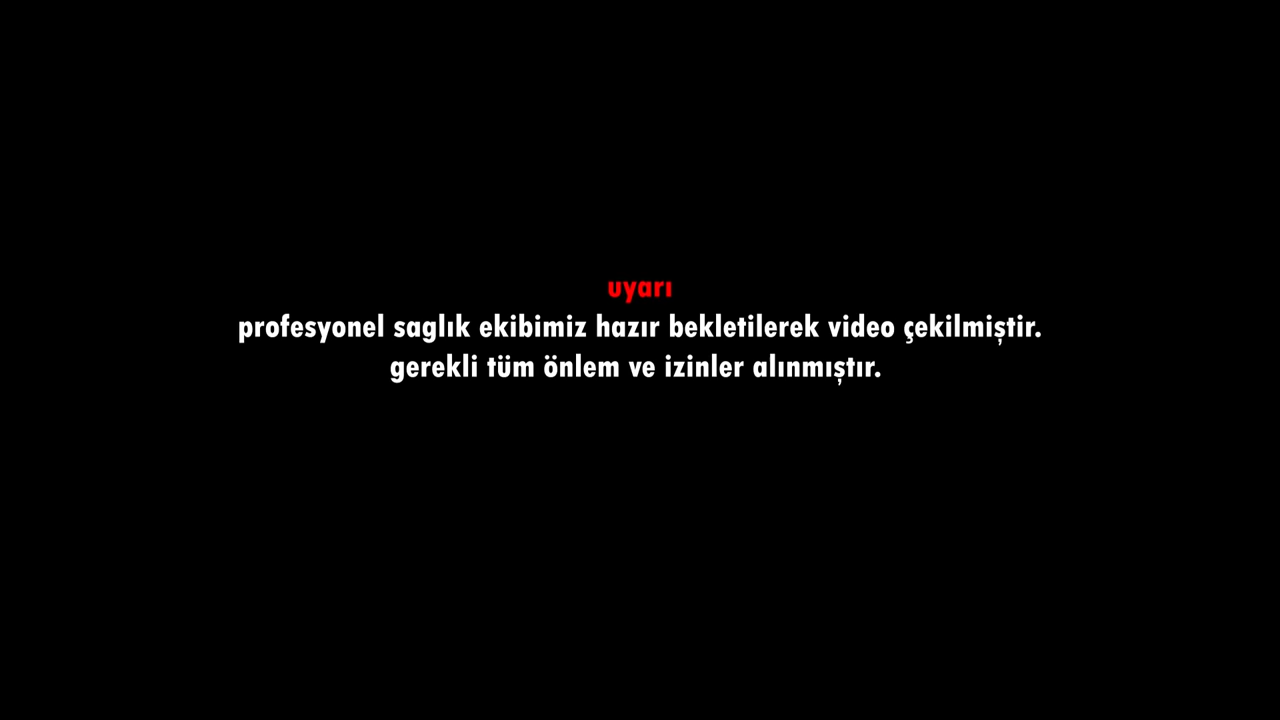 uyarı
profesyonel saglık ekibimiz hazır bekletilerek video çekilmiştir.
gerekli tüm önlem ve izinler alınmıştır.